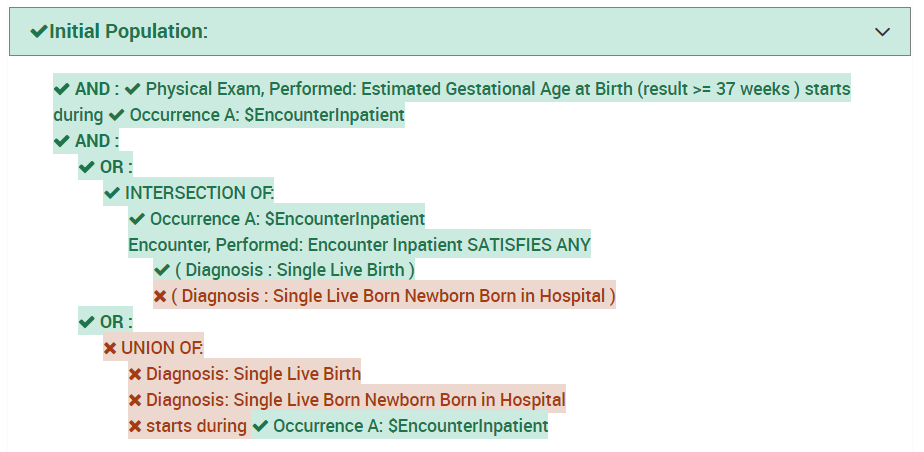 ✔Initial Population:
✔ AND : ✔ Physical Exam, Performed: Estimated Gestational Age at Birth (result >= 37 weeks ) starts
during ✔ Occurrence A: $EncounterInpatient
✔ AND :
✔ OR :
✔ INTERSECTION OF:
✔ Occurrence A: $EncounterInpatient
Encounter, Performed: Encounter Inpatient SATISFIES ANY
✔ ( Diagnosis : Single Live Birth )
✖ ( Diagnosis : Single Live Born Newborn Born in Hospital )
✔ OR :
✖ UNION OF:
✖ Diagnosis: Single Live Birth
✖ Diagnosis: Single Live Born Newborn Born in Hospital
✖ starts during ✔ Occurrence A: $EncounterInpatient